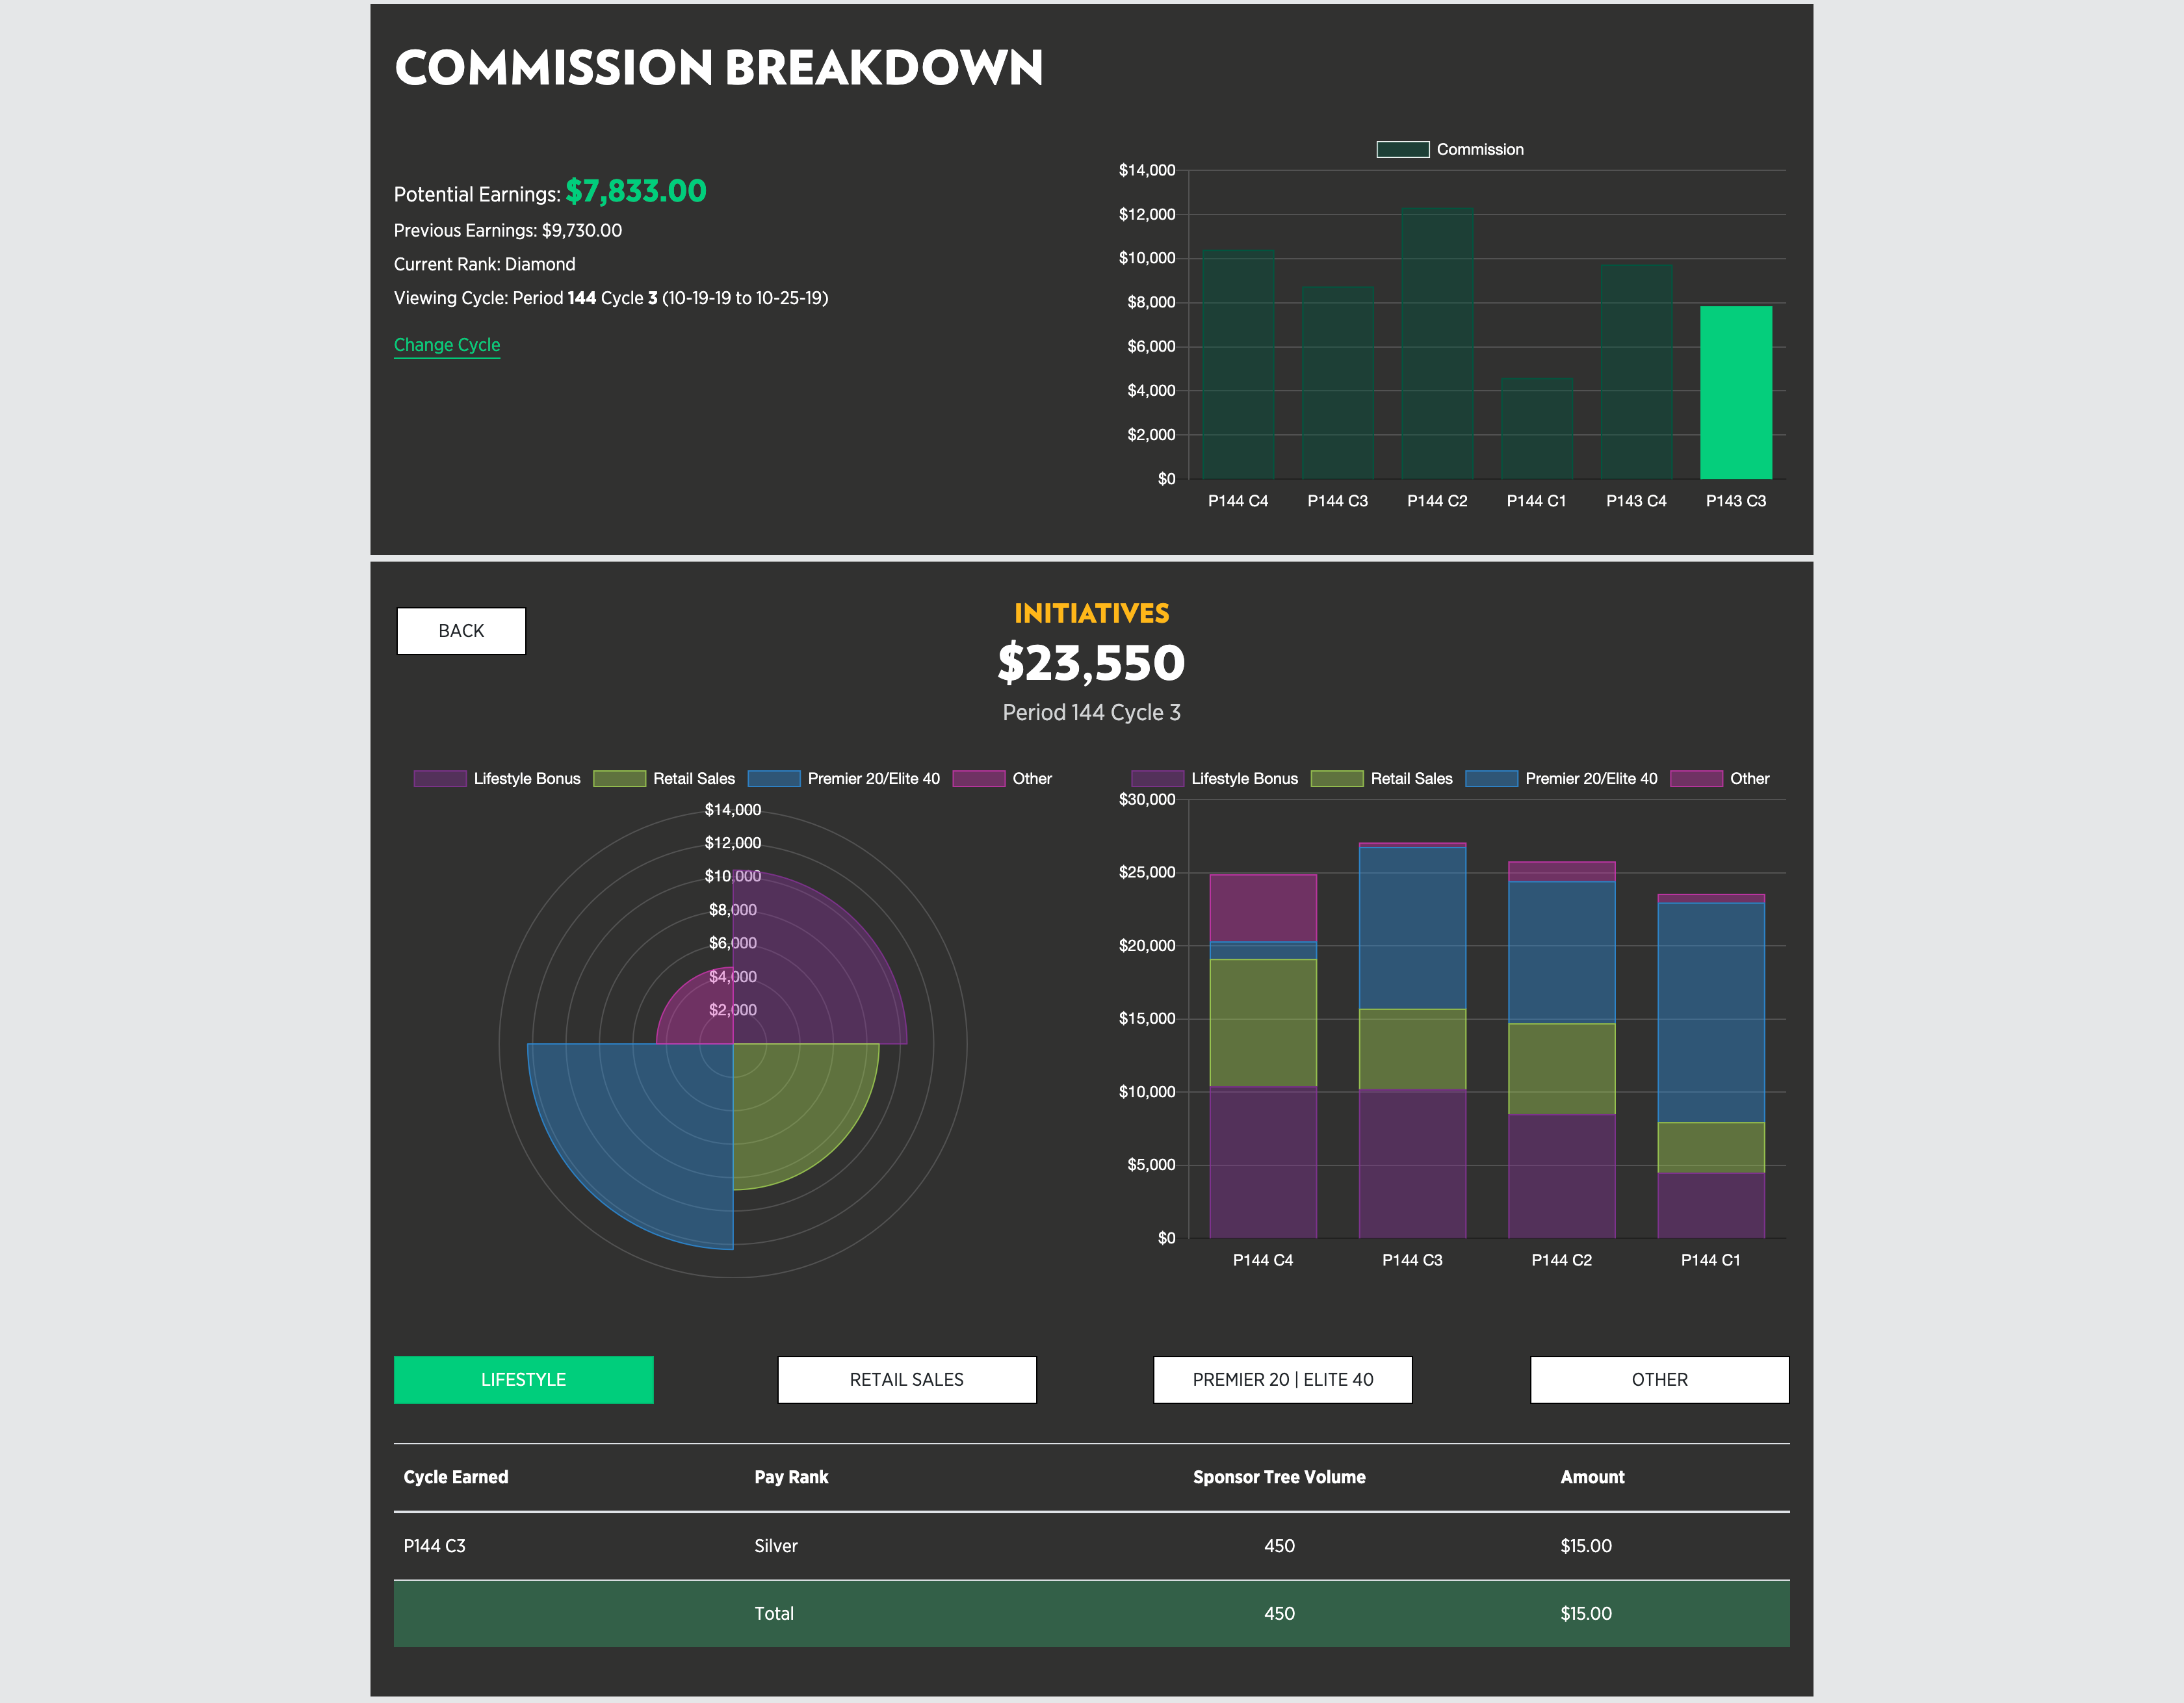 COMMISSION BREAKDOWN
Potential Earnings: $7,833.00
Previous Earnings: $9,730.00
Current Rank: Diamond
Viewing Cycle: Period 144 Cycle 3 (10-19-19 to 10-25-19)
Change Cycle
Commission
$14,000
$12,000
$10,000
$8,000
$6,000
$4,000
$2,000
$0
P144 C4 P144 C3 P144 C2 P144 C1 P143 C4 P143 C3
BACK
INITIATIVES
$23,550
Period 144 Cycle 3
Lifestyle Bonus Retail Sales Premier 20/Elite 40 Other
$14,000
$12,000
$10,000
$8,000
$6,000
$4,000
$2,000
Lifestyle Bonus Retail Sales Premier 20/Elite 40 Other
$30,000
$25,000
$20,000
$15,000
$10,000
$5,000
$0
P144 C4 P144 C3 P144 C2 P144 C1
LIFESTYLE RETAIL SALES PREMIER 20 | ELITE 40 OTHER
Cycle Earned Pay Rank Sponsor Tree Volume Amount
P144 C3 Silver 450 $15.00
Total 450 $15.00